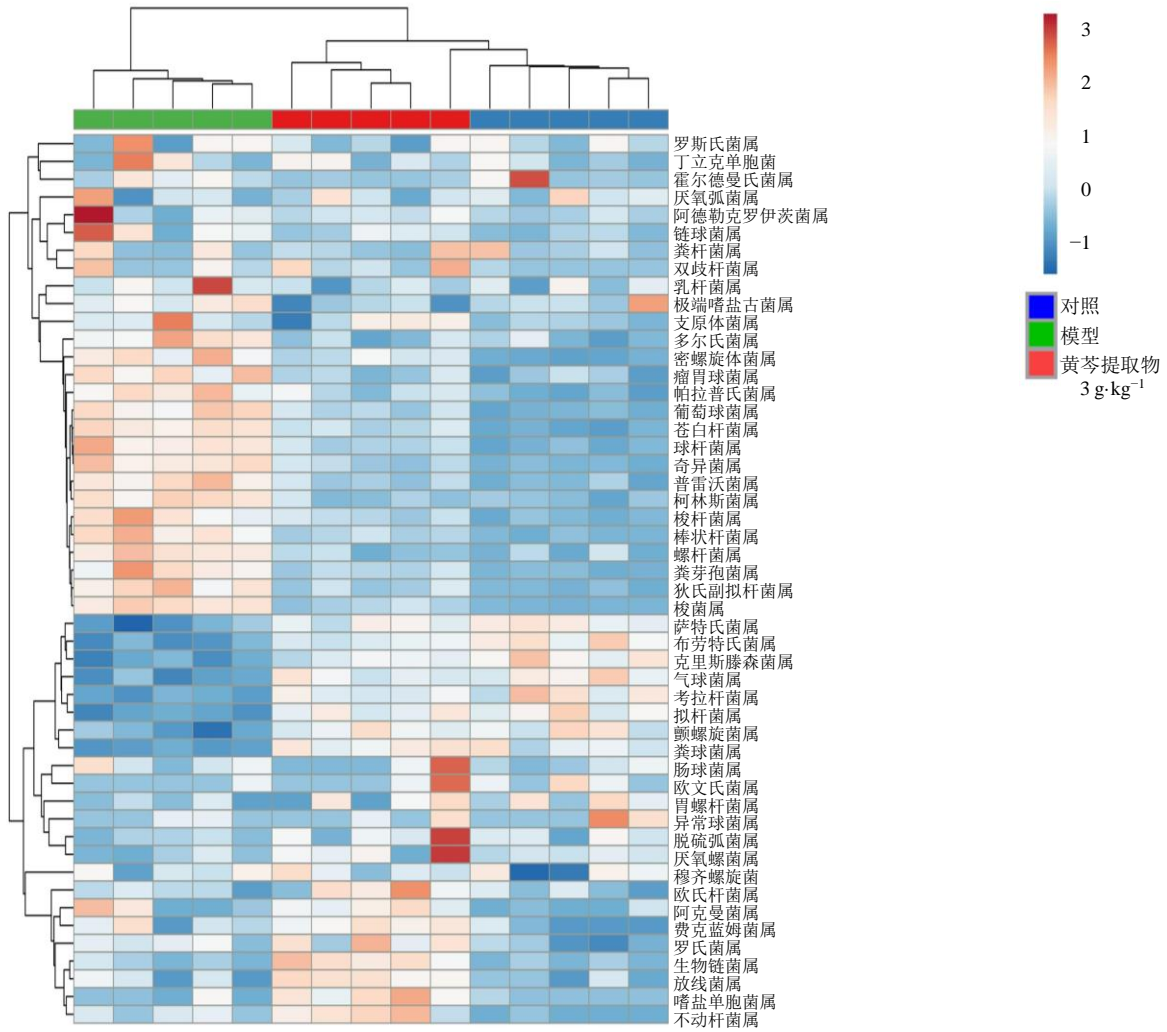 3
2
1
0
−1
对照
模型
黄芩提取物
3 g·kg⁻¹
罗斯氏菌属
丁立克单胞菌
霍尔德曼氏菌属
厌氧弧菌属
阿德勒克罗伊茨菌属
链球菌属
粪杆菌属
双歧杆菌属
乳杆菌属
极端嗜盐古菌属
支原体菌属
多尔氏菌属
密螺旋体菌属
瘤胃球菌属
帕拉普氏菌属
葡萄球菌属
苍白杆菌属
球杆菌属
奇异菌属
普雷沃菌属
柯林斯菌属
梭杆菌属
棒状杆菌属
螺杆菌属
粪芽孢菌属
狄氏副拟杆菌属
梭菌属
萨特氏菌属
布劳特氏菌属
克里斯滕森菌属
气球菌属
考拉杆菌属
拟杆菌属
颤螺旋菌属
粪球菌属
肠球菌属
欧文氏菌属
胃螺杆菌属
异常球菌属
脱硫弧菌属
厌氧螺菌属
穆齐螺旋菌
欧氏杆菌属
阿克曼菌属
费克蓝姆菌属
罗氏菌属
生物链菌属
放线菌属
嗜盐单胞菌属
不动杆菌属